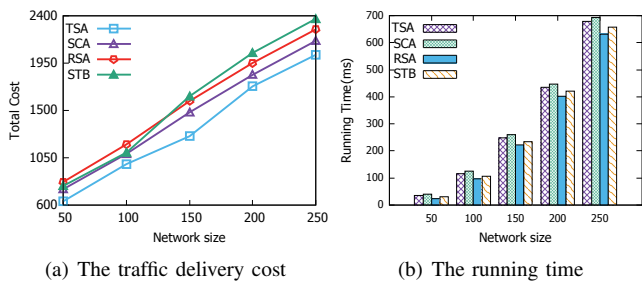 2400
1950
1500
1050
600
Total Cost
TSA
SCA
RSA
STB
50 100 150 200 250
Network size
(a) The traffic delivery cost
700
600
500
400
300
200
100
0
Running Time(ms)
TSA
SCA
RSA
STB
50 100 150 200 250
Network size
(b) The running time